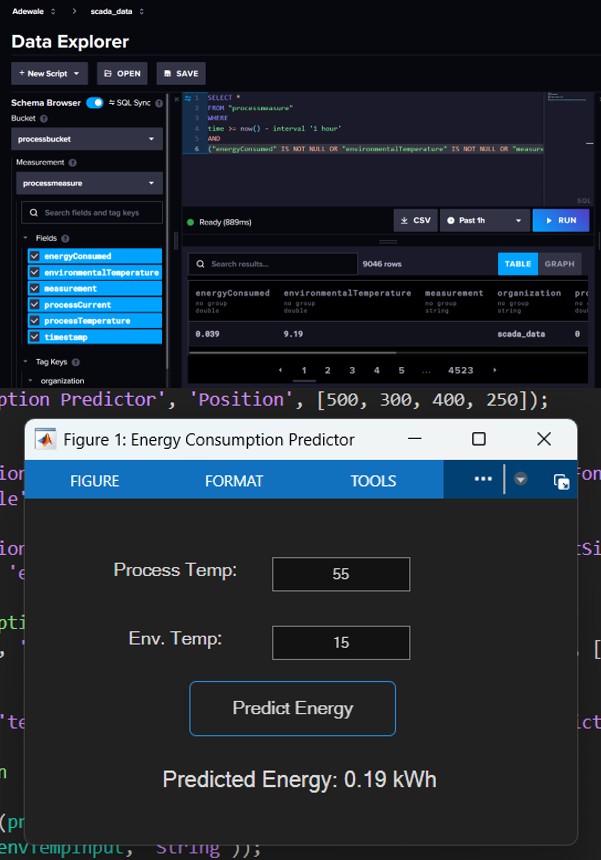 Adewale > scada_data
Data Explorer
+ New Script OPEN SAVE
Schema Browser SQL Sync
Bucket
processbucket
Measurement
processmeasure
Search fields and tag keys
Fields
energyConsumed
environmentalTemperature
measurement
processCurrent
processTemperature
timestamp
Tag Keys
organization
1 SELECT *
2 FROM "processmeasure"
3 WHERE
4 time >= now() - interval '1 hour'
5 AND
6 ("energyConsumed" IS NOT NULL OR "environmentalTemperature" IS NOT NULL OR "measure
SQL
Ready (889ms) CSV Past 1h RUN
Search results... 9046 rows TABLE GRAPH
energyConsumed environmentalTemperature measurement organization pro
no group no group no group no group no
double double string string
0.039 9.19 scada_data 0
1 2 3 4 5 ... 4523
ption Predictor', 'Position', [500, 300, 400, 250]);
Figure 1: Energy Consumption Predictor
FIGURE FORMAT TOOLS
Process Temp: 55
Env. Temp: 15
Predict Energy
Predicted Energy: 0.19 kWh
envTempInput, 'String'));